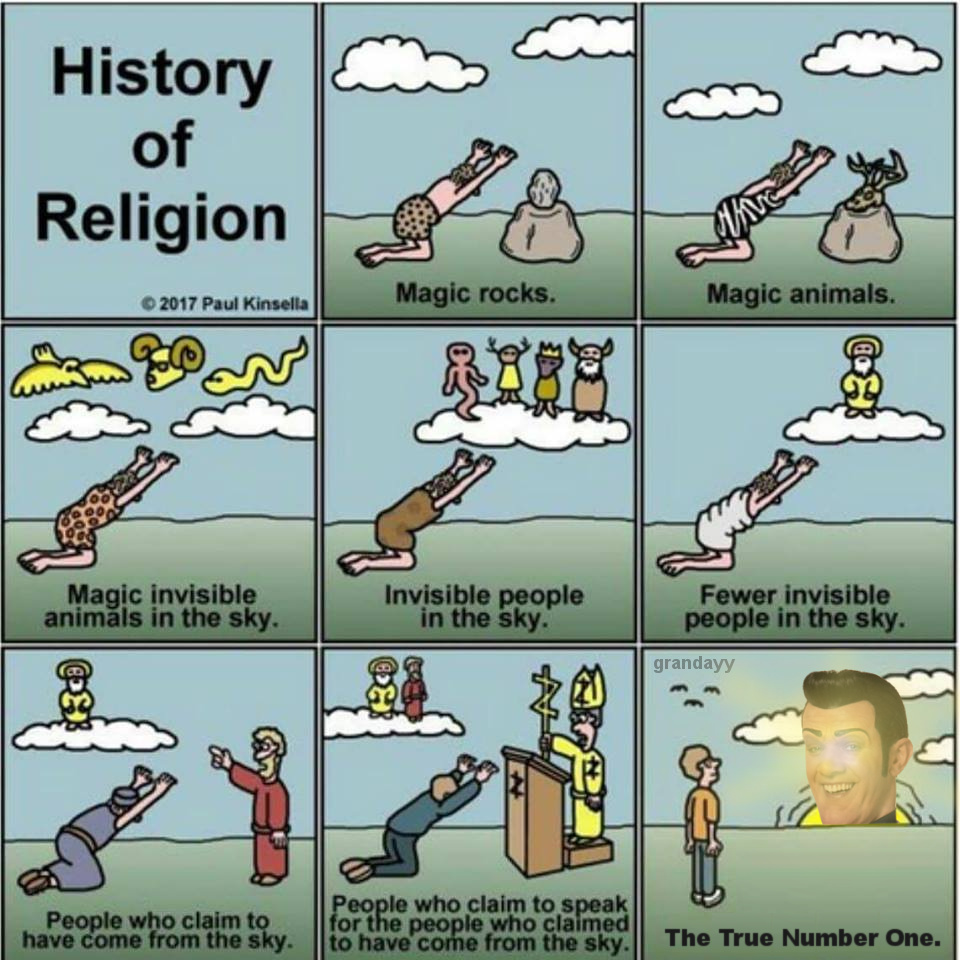 History
of
Religion
© 2017 Paul Kinsella
Magic rocks.
Magic animals.
Magic invisible
animals in the sky.
Invisible people
in the sky.
Fewer invisible
people in the sky.
People who claim to
have come from the sky.
People who claim to speak
for the people who claimed
to have come from the sky.
grandayy
The True Number One.